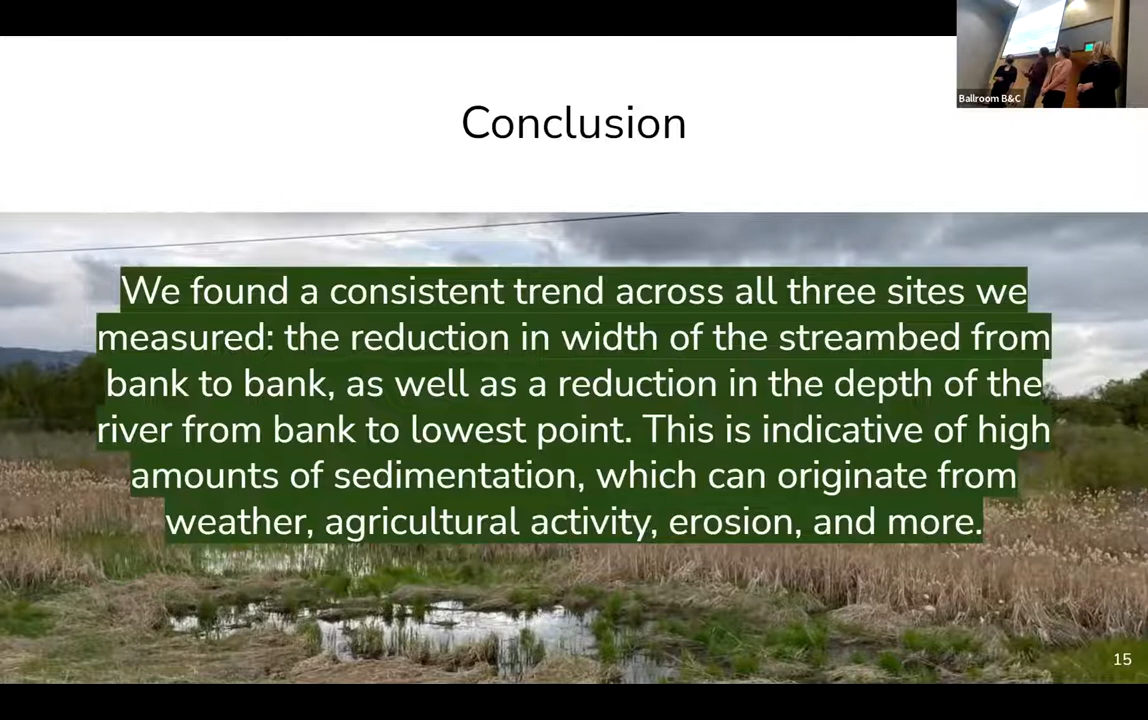 Ballroom B&C
Conclusion
We found a consistent trend across all three sites we
measured: the reduction in width of the streambed from
bank to bank, as well as a reduction in the depth of the
river from bank to lowest point. This is indicative of high
amounts of sedimentation, which can originate from
weather, agricultural activity, erosion, and more.
15